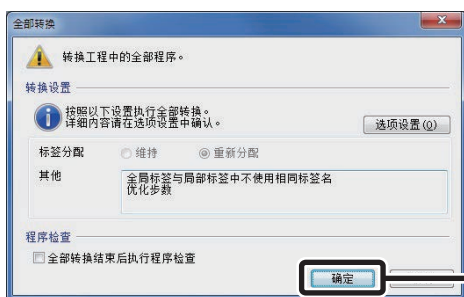 全部转换
转换工程中的全部程序。
转换设置
按照以下设置执行全部转换。
详细内容请在选项设置中确认。
选项设置(O)
标签分配
维持
重新分配
其他
全局标签与局部标签中不使用相同标签名
优化步数
程序检查
全部转换结束后执行程序检查
确定